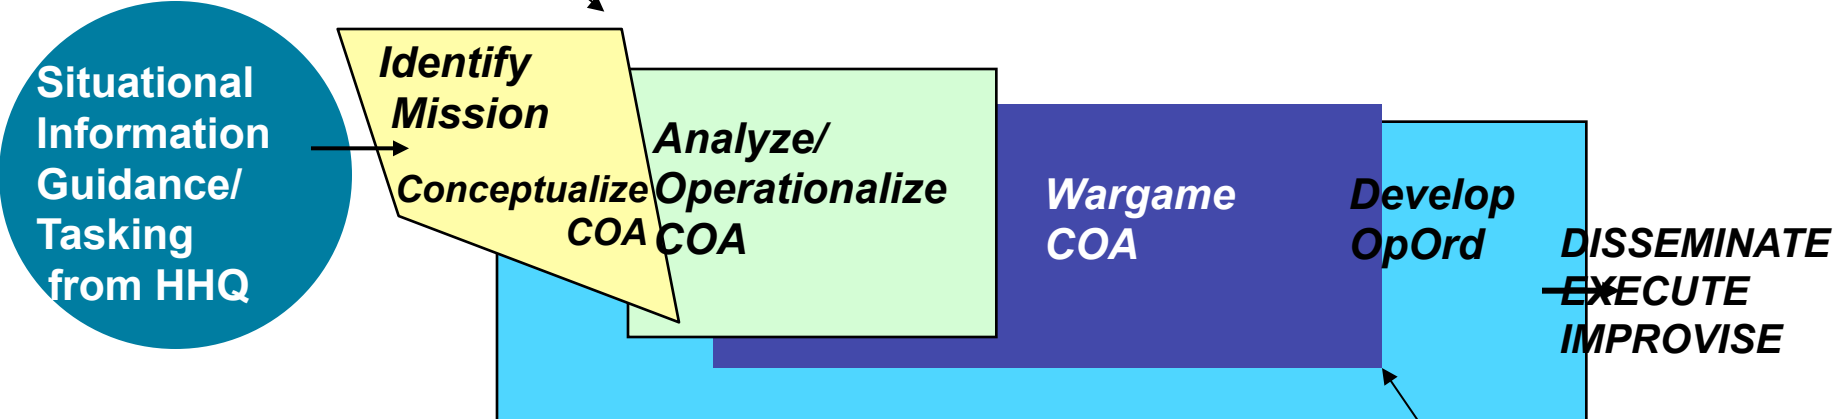 Situational
Information
Guidance/
Tasking
from HHQ
Identify
Mission
Conceptualize
COA
Analyze/
Operationalize
COA
Wargame
COA
Develop
OpOrd
DISSEMINATE
EXECUTE
IMPROVISE